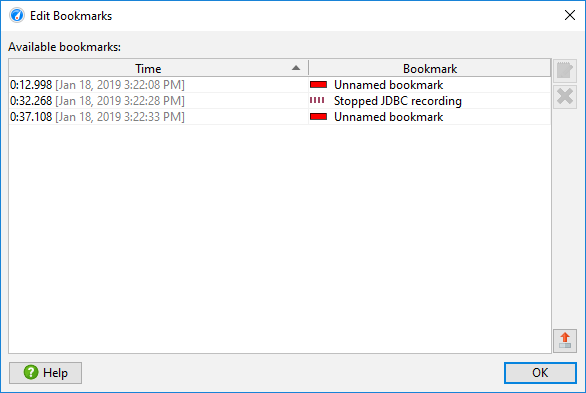 Edit Bookmarks
Available bookmarks:
Time Bookmark
0:12.998 [Jan 18, 2019 3:22:08 PM] Unnamed bookmark
0:32.268 [Jan 18, 2019 3:22:28 PM] Stopped JDBC recording
0:37.108 [Jan 18, 2019 3:22:33 PM] Unnamed bookmark
Help OK